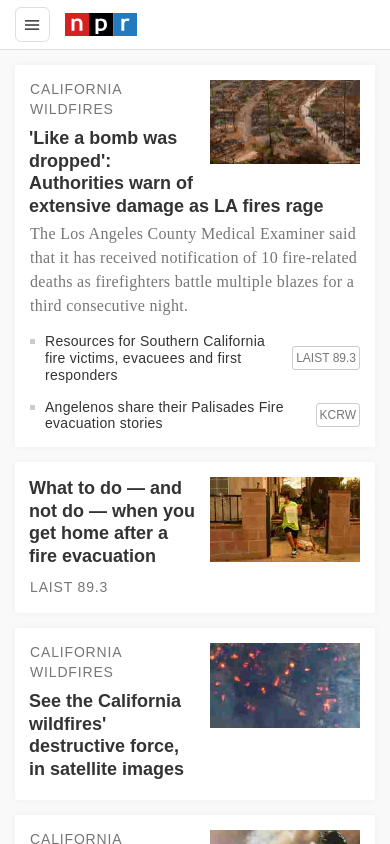 npr
CALIFORNIA
WILDFIRES
'Like a bomb was
dropped':
Authorities warn of
extensive damage as LA fires rage
The Los Angeles County Medical Examiner said
that it has received notification of 10 fire-related
deaths as firefighters battle multiple blazes for a
third consecutive night.
Resources for Southern California
fire victims, evacuees and first
responders
LAIST 89.3
Angelenos share their Palisades Fire
evacuation stories
KCRW
What to do — and
not do — when you
get home after a
fire evacuation
LAIST 89.3
CALIFORNIA
WILDFIRES
See the California
wildfires'
destructive force,
in satellite images
CALIFORNIA